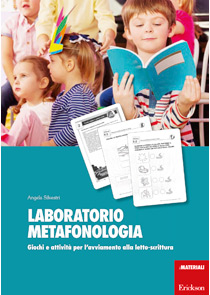 Angela Silvestri
LABORATORIO
METAFONOLOGIA
Giochi e attività per l'avviamento alla letto-scrittura
i MATERIALI
Erickson